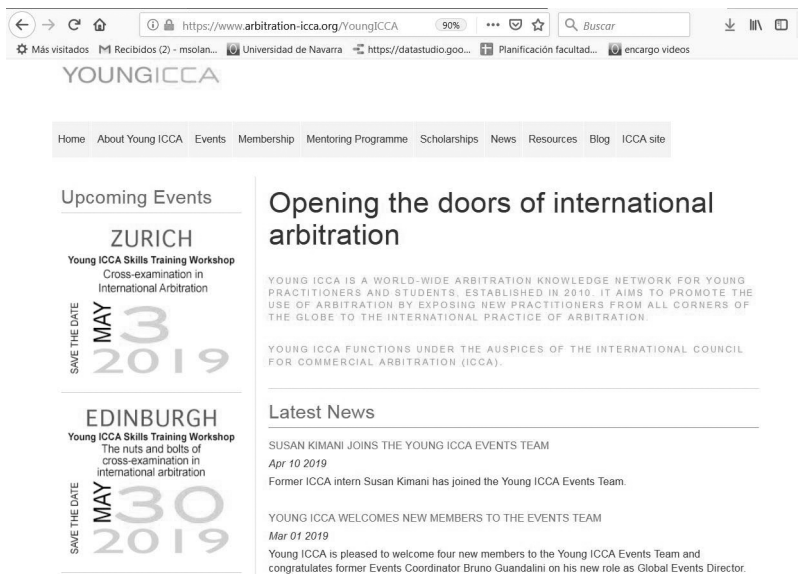 https://www.arbitration-icca.org/YoungICCA
90%
Buscar
Más visitados
Recibidos (2) - msolan...
Universidad de Navarra
https://datastudio.goo...
Planificación facultad...
encargo videos
YOUNGICCA
Home About Young ICCA Events Membership Mentoring Programme Scholarships News Resources Blog ICCA site
Upcoming Events
ZURICH
Young ICCA Skills Training Workshop
Cross-examination in
International Arbitration
SAVE THE DATE
MAY
3
2019
EDINBURGH
Young ICCA Skills Training Workshop
The nuts and bolts of
cross-examination in
international arbitration
SAVE THE DATE
MAY
30
2019
Opening the doors of international
arbitration
YOUNG ICCA IS A WORLD-WIDE ARBITRATION KNOWLEDGE NETWORK FOR YOUNG
PRACTITIONERS AND STUDENTS, ESTABLISHED IN 2010. IT AIMS TO PROMOTE THE
USE OF ARBITRATION BY EXPOSING NEW PRACTITIONERS FROM ALL CORNERS OF
THE GLOBE TO THE INTERNATIONAL PRACTICE OF ARBITRATION.
YOUNG ICCA FUNCTIONS UNDER THE AUSPICES OF THE INTERNATIONAL COUNCIL
FOR COMMERCIAL ARBITRATION (ICCA).
Latest News
SUSAN KIMANI JOINS THE YOUNG ICCA EVENTS TEAM
Apr 10 2019
Former ICCA intern Susan Kimani has joined the Young ICCA Events Team.
YOUNG ICCA WELCOMES NEW MEMBERS TO THE EVENTS TEAM
Mar 01 2019
Young ICCA is pleased to welcome four new members to the Young ICCA Events Team and
congratulates former Events Coordinator Bruno Guandalini on his new role as Global Events Director.